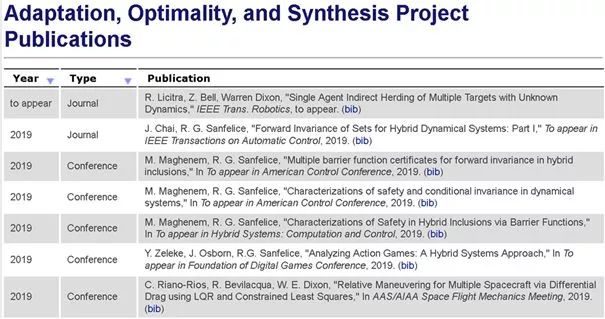 Adaptation, Optimality, and Synthesis Project
Publications
Year Type Publication
to appear Journal R. Licitra, Z. Bell, Warren Dixon, "Single Agent Indirect Herding of Multiple Targets with Unknown
Dynamics," IEEE Trans. Robotics, to appear. (bib)
2019 Journal J. Chai, R. G. Sanfelice, "Forward Invariance of Sets for Hybrid Dynamical Systems: Part I," To appear in
IEEE Transactions on Automatic Control, 2019. (bib)
2019 Conference M. Maghenem, R. G. Sanfelice, "Multiple barrier function certificates for forward invariance in hybrid
inclusions," In To appear in American Control Conference, 2019. (bib)
2019 Conference M. Maghenem, R. G. Sanfelice, "Characterizations of safety and conditional invariance in dynamical
systems," In To appear in American Control Conference, 2019. (bib)
2019 Conference M. Maghenem, R. G. Sanfelice, "Characterizations of Safety in Hybrid Inclusions via Barrier Functions,"
In To appear in Hybrid Systems: Computation and Control, 2019. (bib)
2019 Conference Y. Zeleke, J. Osborn, R.G. Sanfelice, "Analyzing Action Games: A Hybrid Systems Approach," In To
appear in Foundation of Digital Games Conference, 2019. (bib)
2019 Conference C. Riano-Rios, R. Bevilacqua, W. E. Dixon, "Relative Maneuvering for Multiple Spacecraft via Differential
Drag using LQR and Constrained Least Squares," In AAS/AIAA Space Flight Mechanics Meeting, 2019.
(bib)